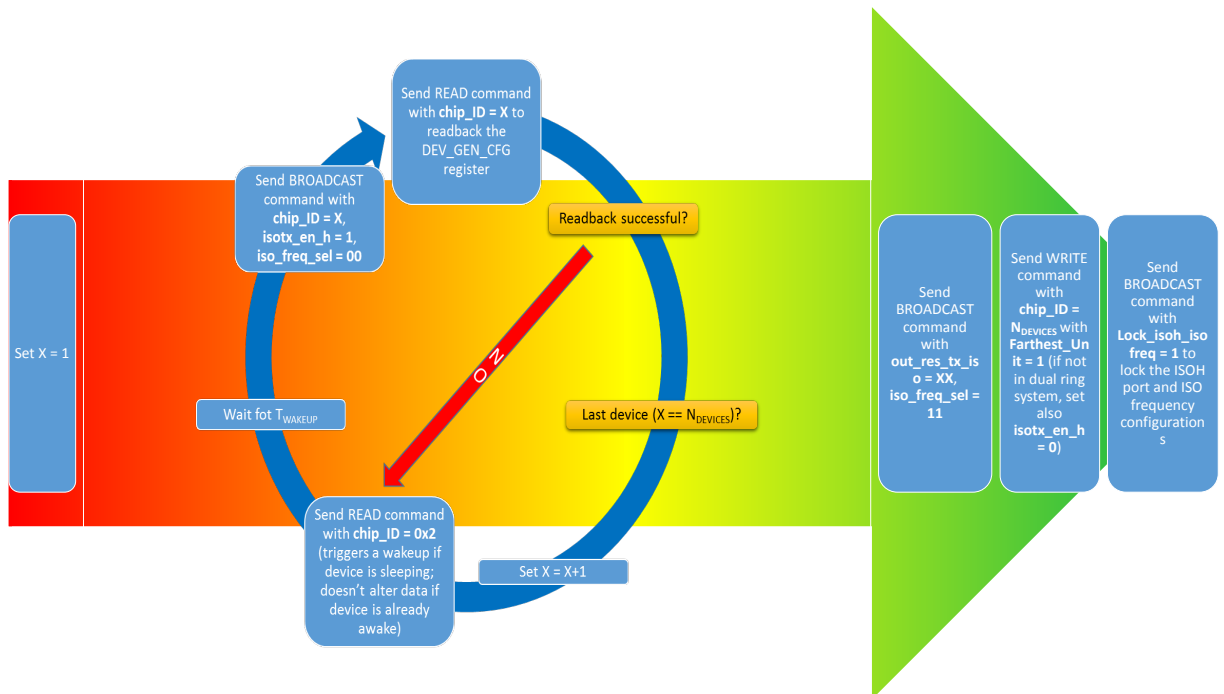 Set X = 1
Send READ command
with chip_ID = X to
readback the
DEV_GEN_CFG
register
Send BROADCAST
command with
chip_ID = X,
isotx_en_h = 1,
iso_freq_sel = 00
Readback successful?
NO
Wait fot TWAKEUP
Last device (X == NDEVICES)?
Send READ command
with chip_ID = 0x2
(triggers a wakeup if
device is sleeping;
doesn't alter data if
device is already
awake)
Set X = X+1
Send
BROADCAST
command
with
out_res_tx_is
o = XX,
iso_freq_sel =
11
Send WRITE
command
with
chip_ID =
NDEVICES with
Farthest_Un
it = 1 (if not
in dual ring
system, set
also
isotx_en_h
= 0)
Send
BROADCAST
command
with
Lock_isoh_iso
freq = 1 to
lock the ISOH
port and ISO
frequency
configuration
s